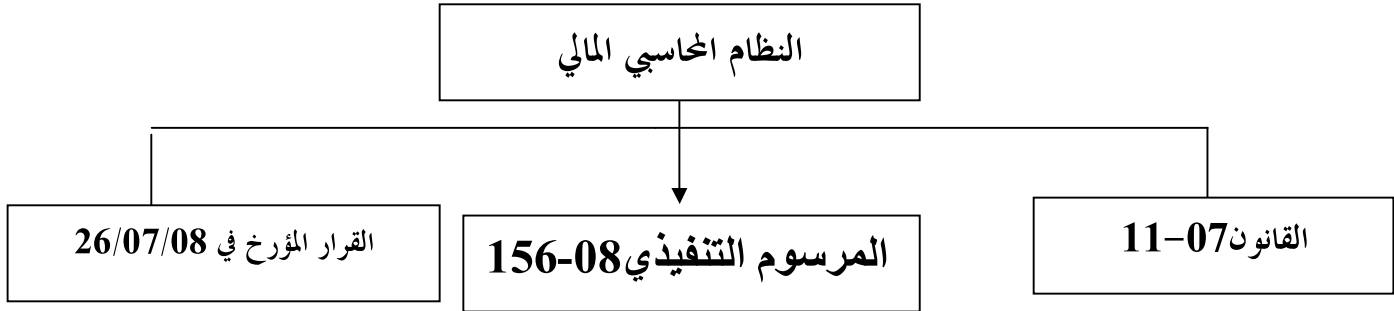 النظام المحاسبي المالي
القانون07-11
المرسوم التنفيذي08-156
القرار المؤرخ في 26/07/08